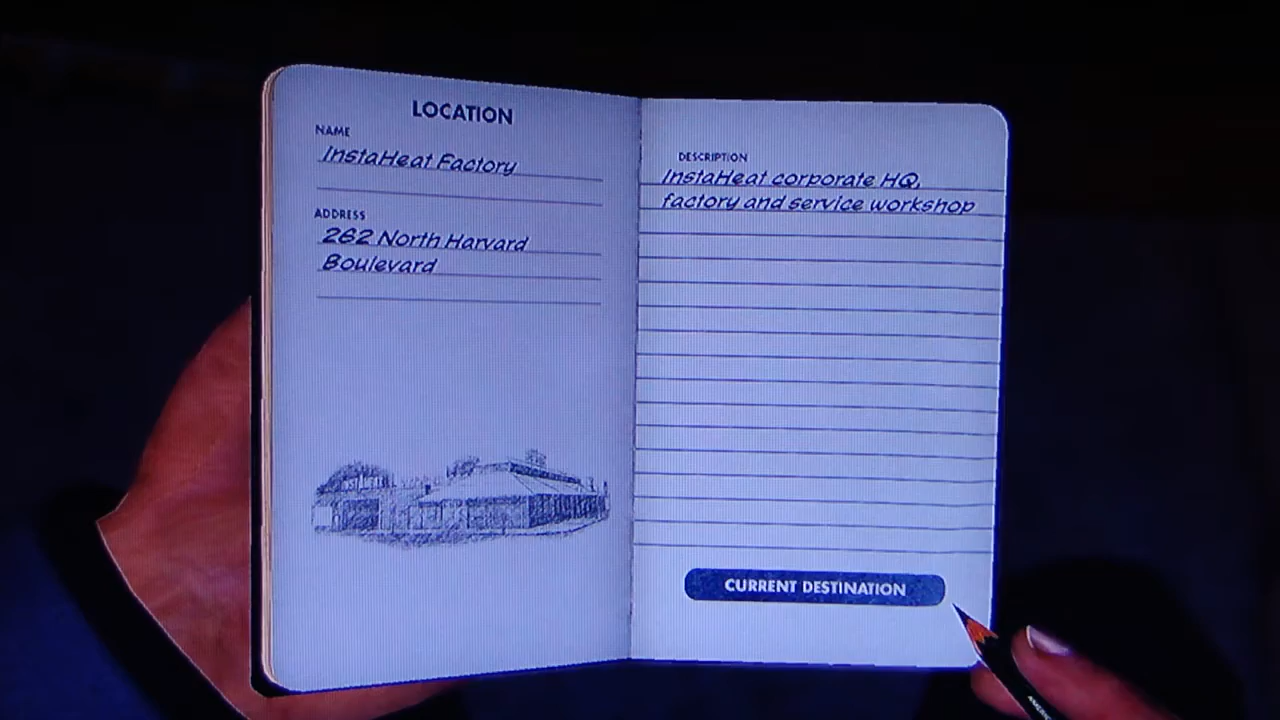 LOCATION
NAME
InstaHeat Factory
ADDRESS
262 North Harvard
Boulevard
DESCRIPTION
InstaHeat corporate HQ,
factory and service workshop
CURRENT DESTINATION